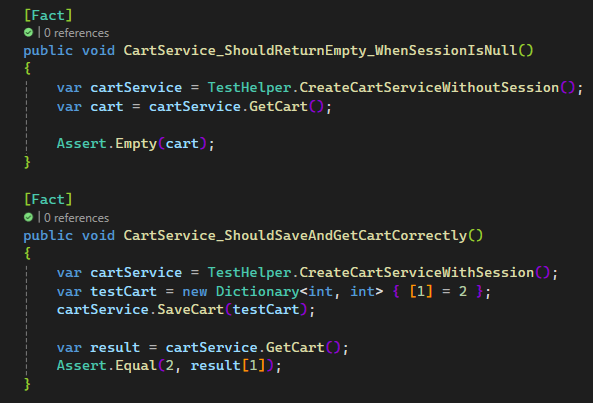 [Fact]
| 0 references
public void CartService_ShouldReturnEmpty_WhenSessionIsNull()
{
    var cartService = TestHelper.CreateCartServiceWithoutSession();
    var cart = cartService.GetCart();

    Assert.Empty(cart);
}

[Fact]
| 0 references
public void CartService_ShouldSaveAndGetCartCorrectly()
{
    var cartService = TestHelper.CreateCartServiceWithSession();
    var testCart = new Dictionary<int, int> { [1] = 2 };
    cartService.SaveCart(testCart);

    var result = cartService.GetCart();
    Assert.Equal(2, result[1]);
}